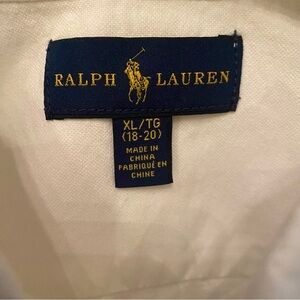 RALPH LAUREN
XL/TG
(18-20)
MADE IN
CHINA
FABRIQUÉ EN
CHINE